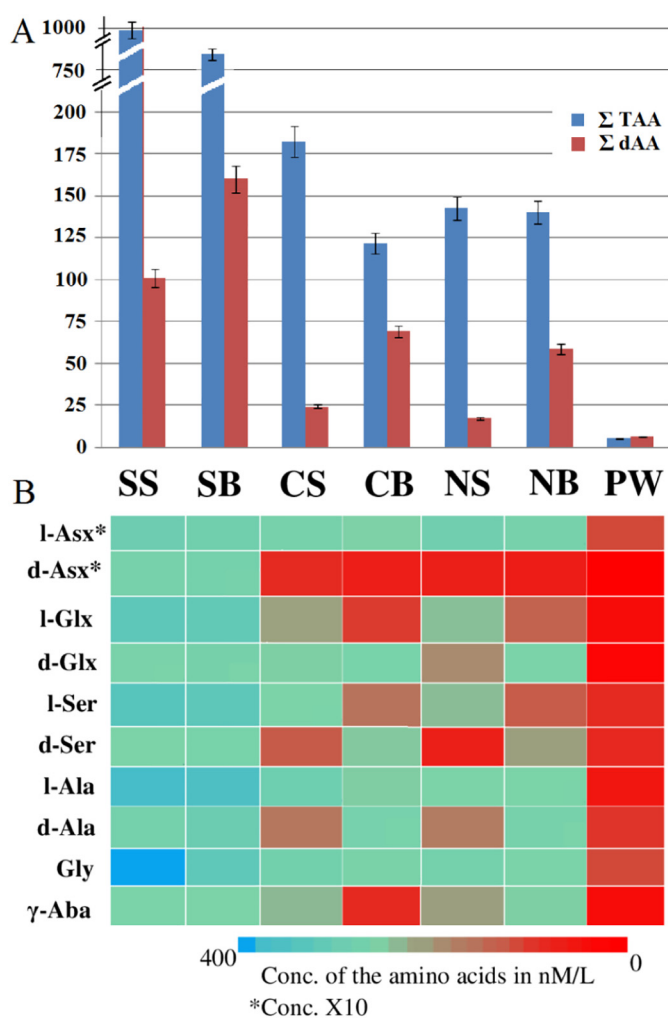 A
1000
750
200
175
150
125
100
75
50
25
0
Σ TAA
Σ dAA
SS SB CS CB NS NB PW
B
l-Asx*
d-Asx*
l-Glx
d-Glx
l-Ser
d-Ser
l-Ala
d-Ala
Gly
γ-Aba
400 0
Conc. of the amino acids in nM/L
*Conc. X10